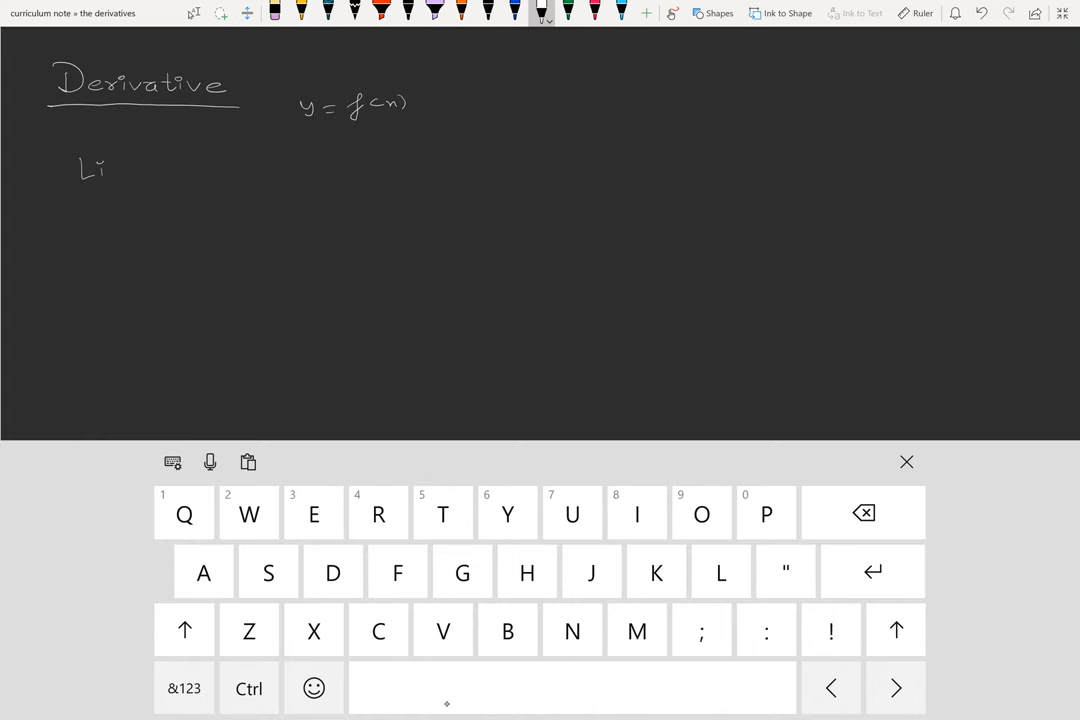 curriculum note » the derivatives Shapes Ink to Shape Ink to Text Ruler
Derivative
y = f(n)
Li
1 2 3 4 5 6 7 8 9 0
Q W E R T Y U I O P
A S D F G H J K L "
Z X C V B N M ; : !
&123 Ctrl